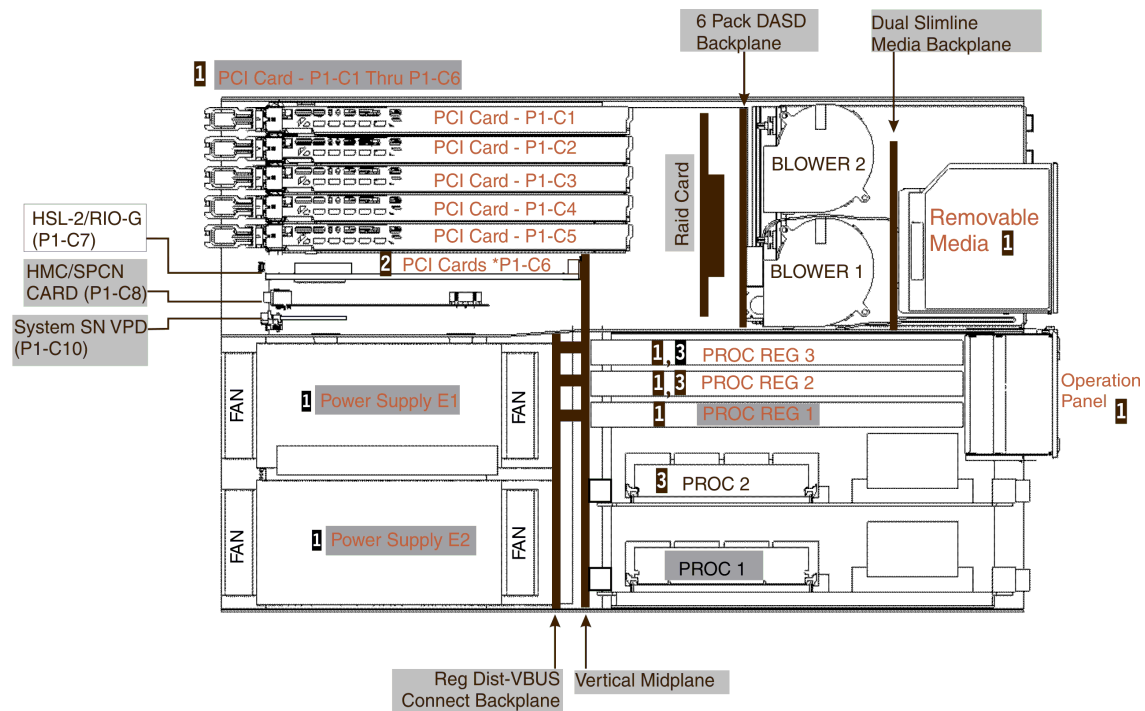 6 Pack DASD
Backplane
Dual Slimline
Media Backplane
1 PCI Card - P1-C1 Thru P1-C6
PCI Card - P1-C1
PCI Card - P1-C2
PCI Card - P1-C3
PCI Card - P1-C4
PCI Card - P1-C5
2 PCI Cards *P1-C6
Raid Card
BLOWER 2
BLOWER 1
Removable
Media 1
HSL-2/RIO-G
(P1-C7)
HMC/SPCN
CARD (P1-C8)
System SN VPD
(P1-C10)
1,3 PROC REG 3
1,3 PROC REG 2
1 PROC REG 1
Operation
Panel 1
FAN
1 Power Supply E1
FAN
3 PROC 2
FAN
1 Power Supply E2
FAN
PROC 1
Reg Dist-VBUS
Connect Backplane
Vertical Midplane